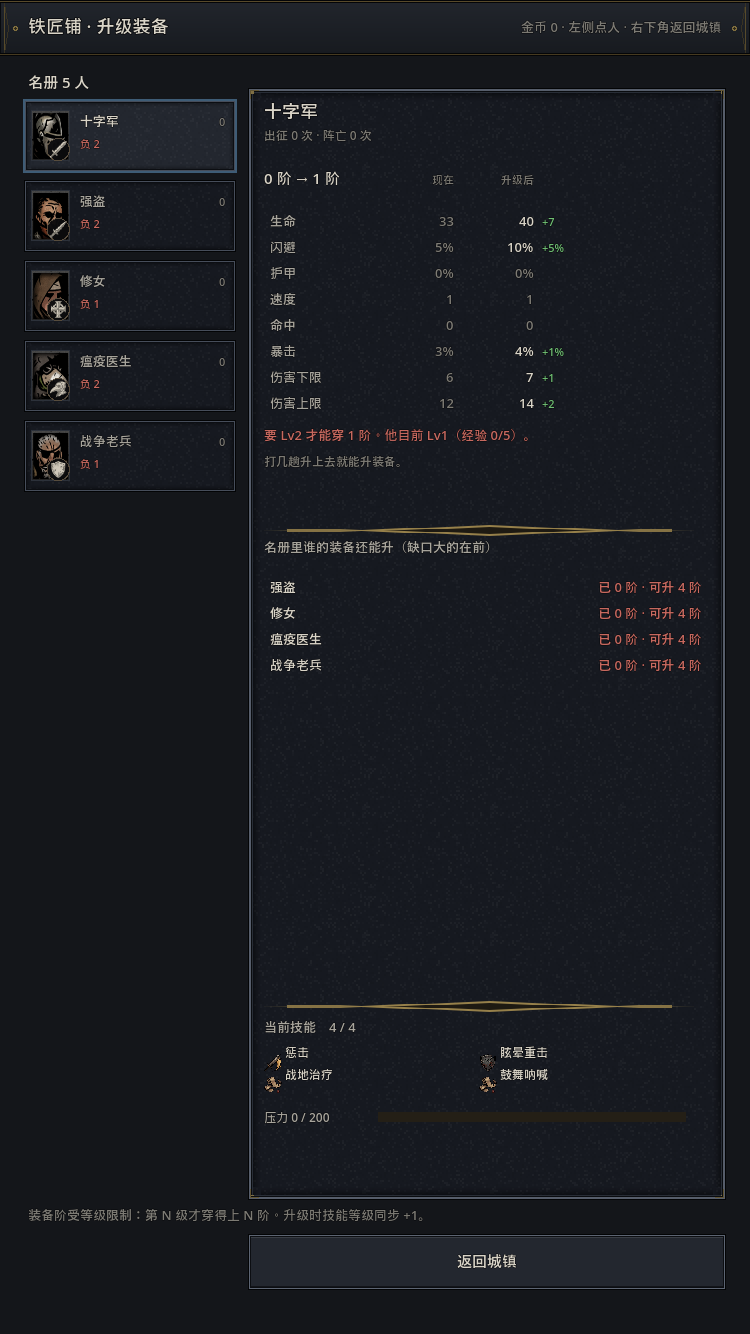 铁匠铺 · 升级装备
金币 0 · 左侧点人 · 右下角返回城镇
名册 5 人
十字军 0
负 2
强盗 0
负 2
修女 0
负 1
瘟疫医生 0
负 2
战争老兵 0
负 1
十字军
出征 0 次 · 阵亡 0 次
0 阶 → 1 阶 现在 升级后
生命 33 40 +7
闪避 5% 10% +5%
护甲 0% 0%
速度 1 1
命中 0 0
暴击 3% 4% +1%
伤害下限 6 7 +1
伤害上限 12 14 +2
要 Lv2 才能穿 1 阶。他目前 Lv1（经验 0/5）。
打几趟升上去就能升装备。
名册里谁的装备还能升（缺口大的在前）
强盗 已 0 阶 · 可升 4 阶
修女 已 0 阶 · 可升 4 阶
瘟疫医生 已 0 阶 · 可升 4 阶
战争老兵 已 0 阶 · 可升 4 阶
当前技能 4 / 4
惩击 眩晕重击
战地治疗 鼓舞呐喊
压力 0 / 200
装备阶受等级限制：第 N 级才穿得上 N 阶。升级时技能等级同步 +1。
返回城镇